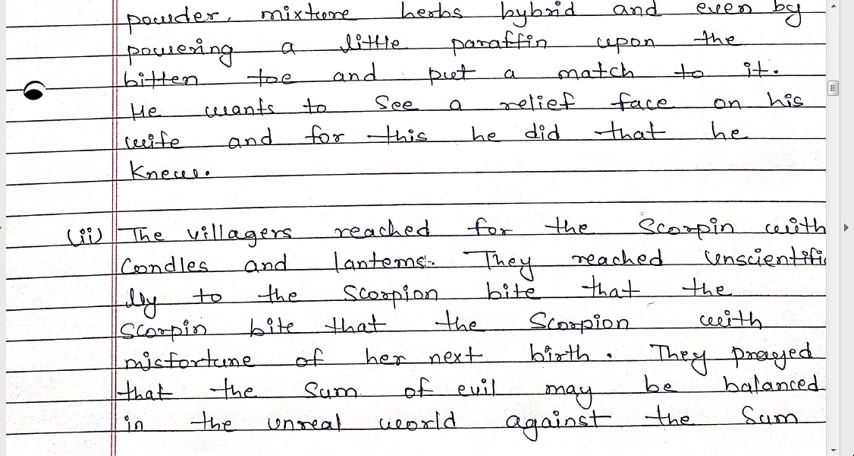 powder, mixture herbs hybrid and even by
powering a little paraffin upon the
bitten toe and put a match to it.
He wants to see a relief face on his
wife and for this he did that he
knew.
(ii) The villagers reached for the Scorpin with
Condles and lantems. They reached unscientifi
lly to the scorpion bite that the
scorpin bite that the Scorpion with
misfortune of her next birth. They prayed
that the sum of evil may be balanced
in the unreal world against the sum